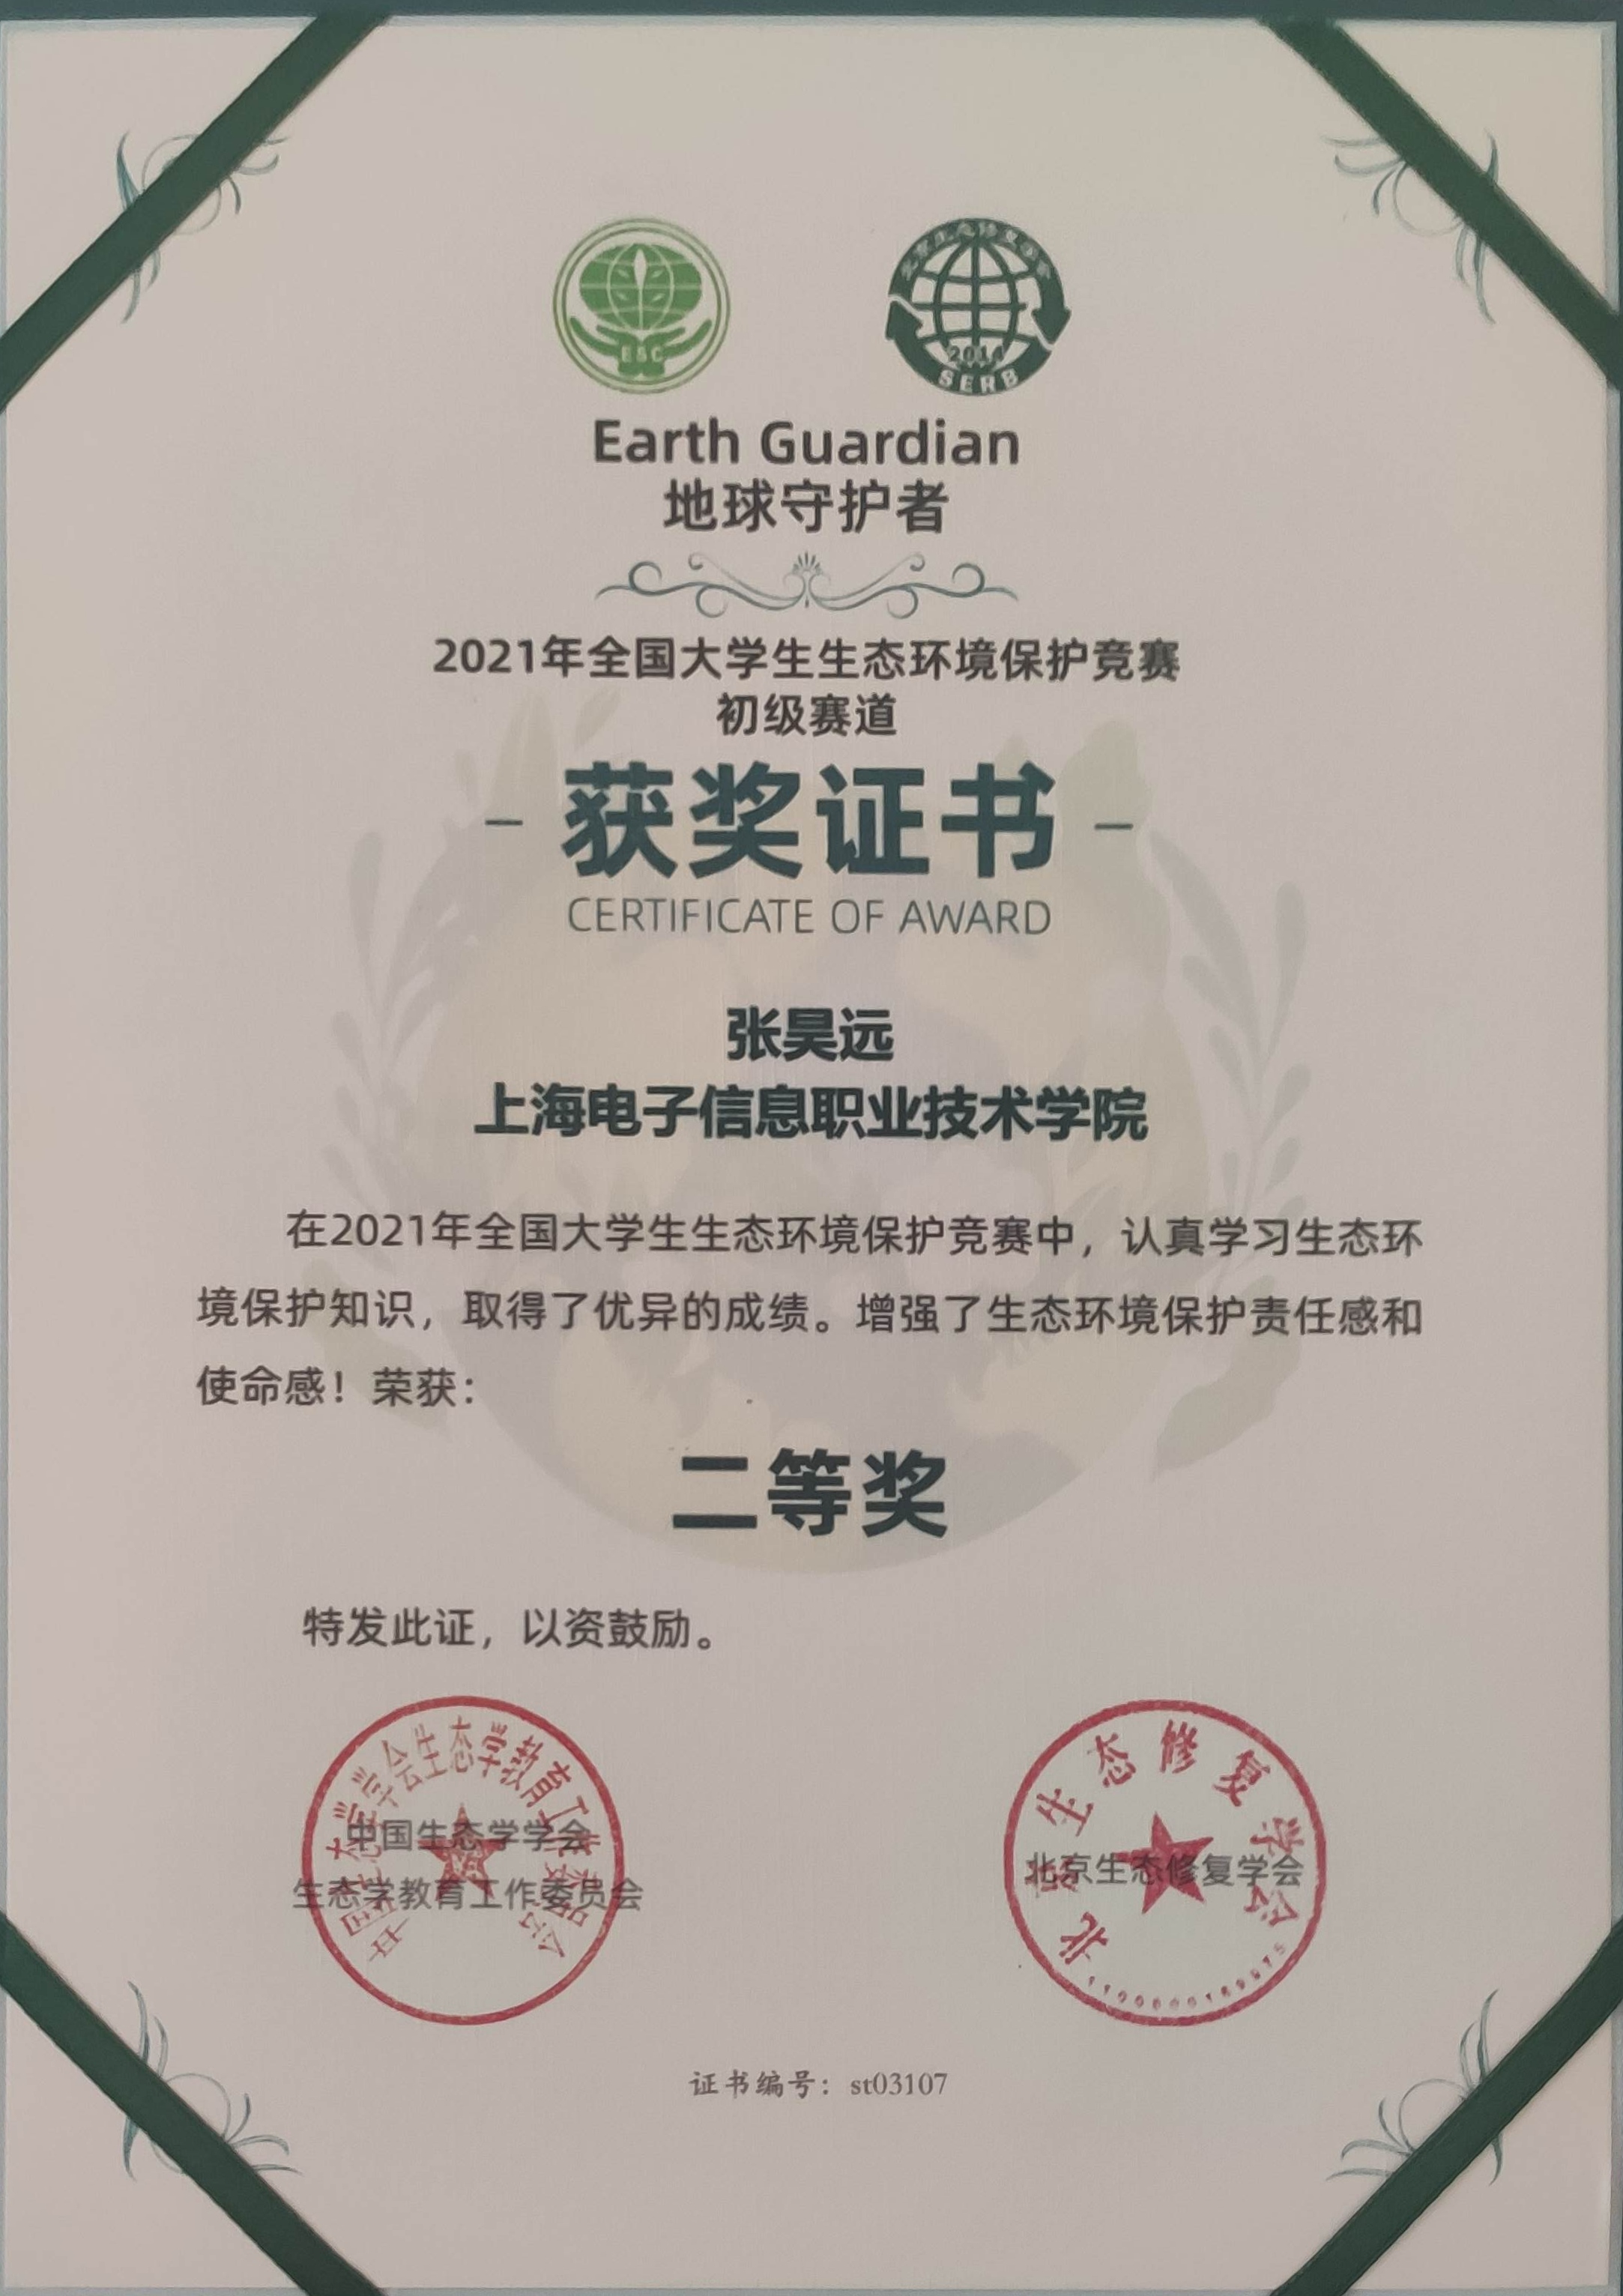 ESC
北京生态修复学会
2014
SERB
Earth Guardian
地球守护者
2021年全国大学生生态环境保护竞赛
初级赛道
- 获奖证书 -
CERTIFICATE OF AWARD
张昊远
上海电子信息职业技术学院
在2021年全国大学生生态环境保护竞赛中，认真学习生态环
境保护知识，取得了优异的成绩。增强了生态环境保护责任感和
使命感！荣获：
二等奖
特发此证，以资鼓励。
中国生态学学会生态学教育工作委员会
中国生态学学会
生态学教育工作委员会
北京生态修复学会
北京生态修复学会
证书编号：st03107